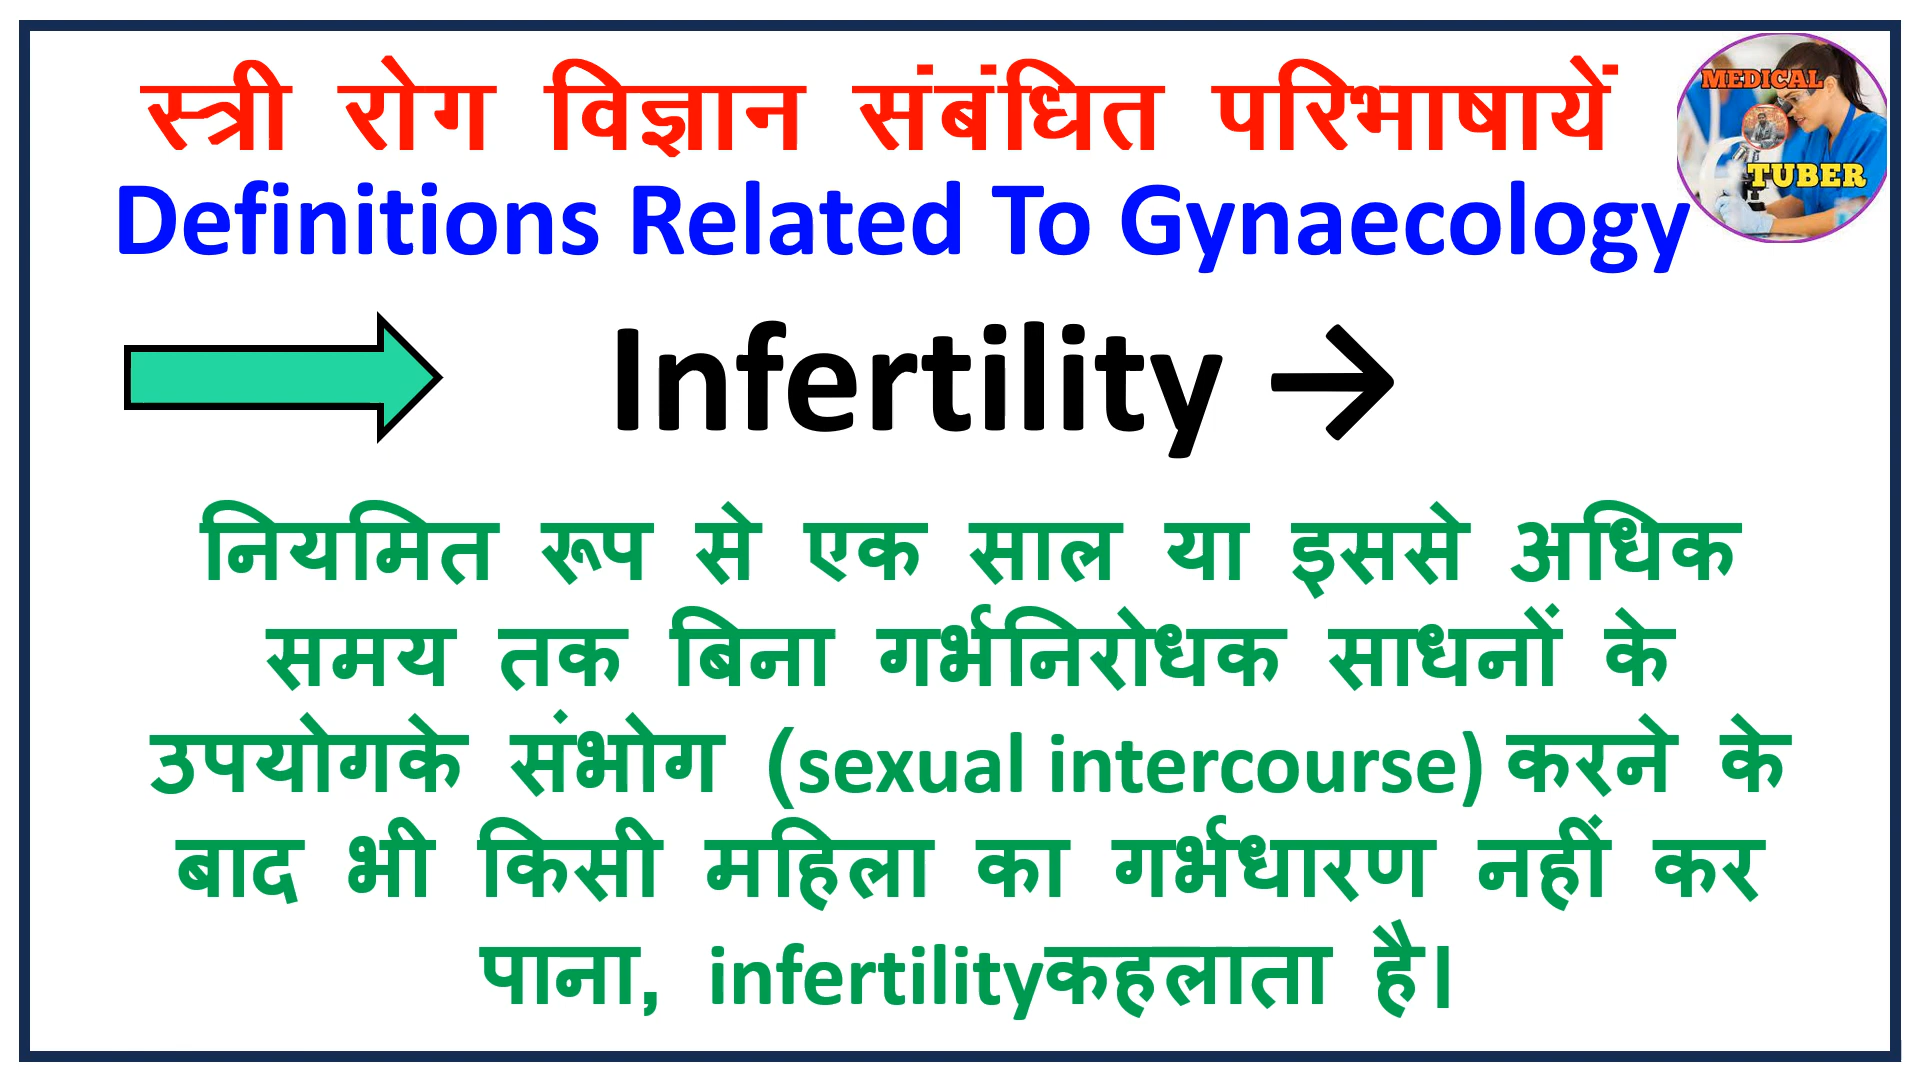 स्त्री रोग विज्ञान संबंधित परिभाषायें
MEDICAL
TUBER
Definitions Related To Gynaecology
Infertility →
नियमित रूप से एक साल या इससे अधिक
समय तक बिना गर्भनिरोधक साधनों के
उपयोगके संभोग (sexual intercourse) करने के
बाद भी किसी महिला का गर्भधारण नहीं कर
पाना, infertilityकहलाता है।